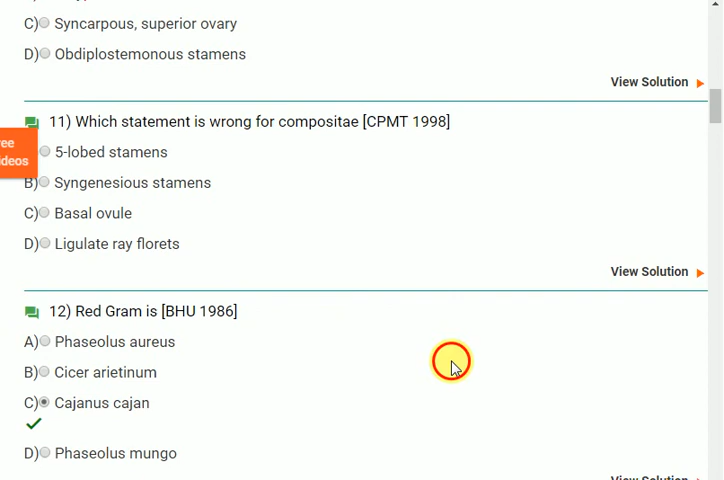 C) Syncarpous, superior ovary
D) Obdiplostemonous stamens
View Solution
11) Which statement is wrong for compositae [CPMT 1998]
5-lobed stamens
B) Syngenesious stamens
C) Basal ovule
D) Ligulate ray florets
View Solution
12) Red Gram is [BHU 1986]
A) Phaseolus aureus
B) Cicer arietinum
C) Cajanus cajan
D) Phaseolus mungo
View Solution